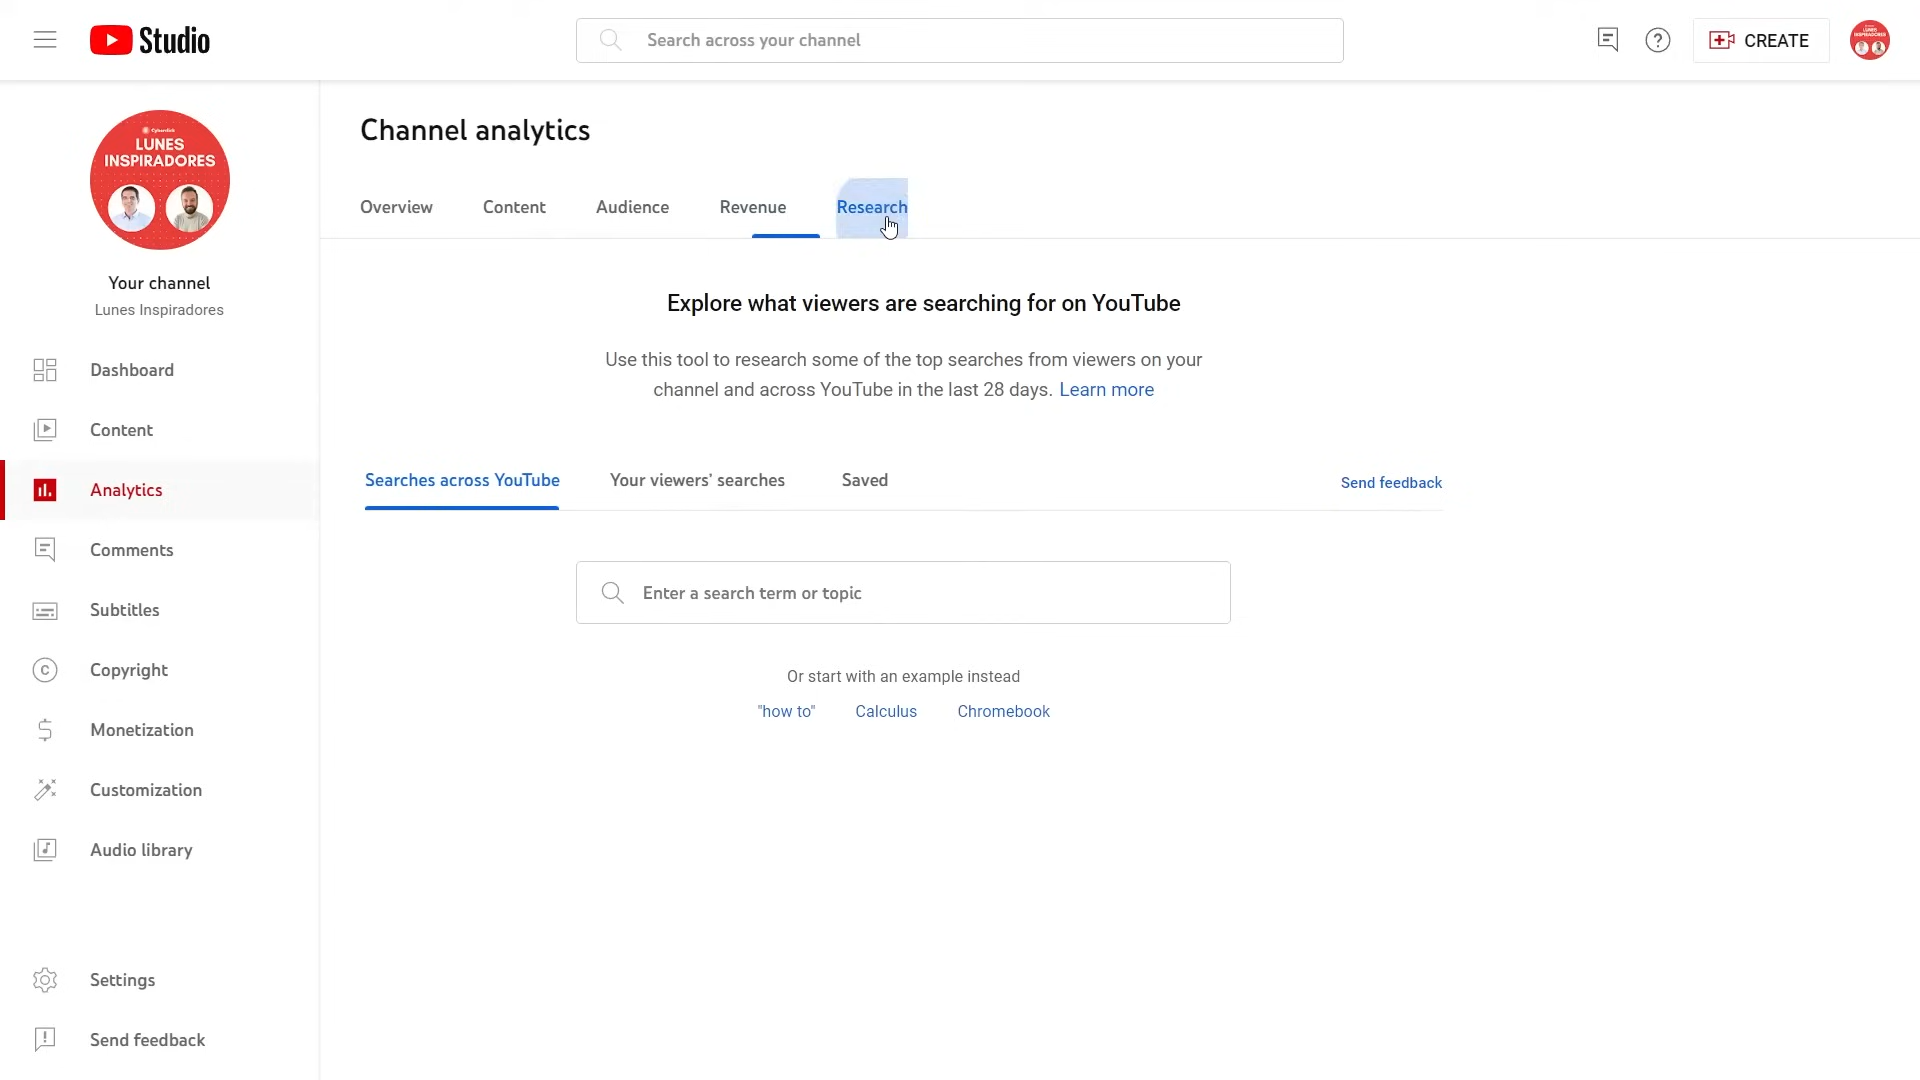 Studio
Search across your channel
?
CREATE
Cyberclick
LUNES
INSPIRADORES
Your channel
Lunes Inspiradores
Dashboard
Content
Analytics
Comments
Subtitles
Copyright
Monetization
Customization
Audio library
Settings
Send feedback
Channel analytics
Overview
Content
Audience
Revenue
Research
Explore what viewers are searching for on YouTube
Use this tool to research some of the top searches from viewers on your
channel and across YouTube in the last 28 days. Learn more
Searches across YouTube
Your viewers' searches
Saved
Send feedback
Enter a search term or topic
Or start with an example instead
"how to"
Calculus
Chromebook